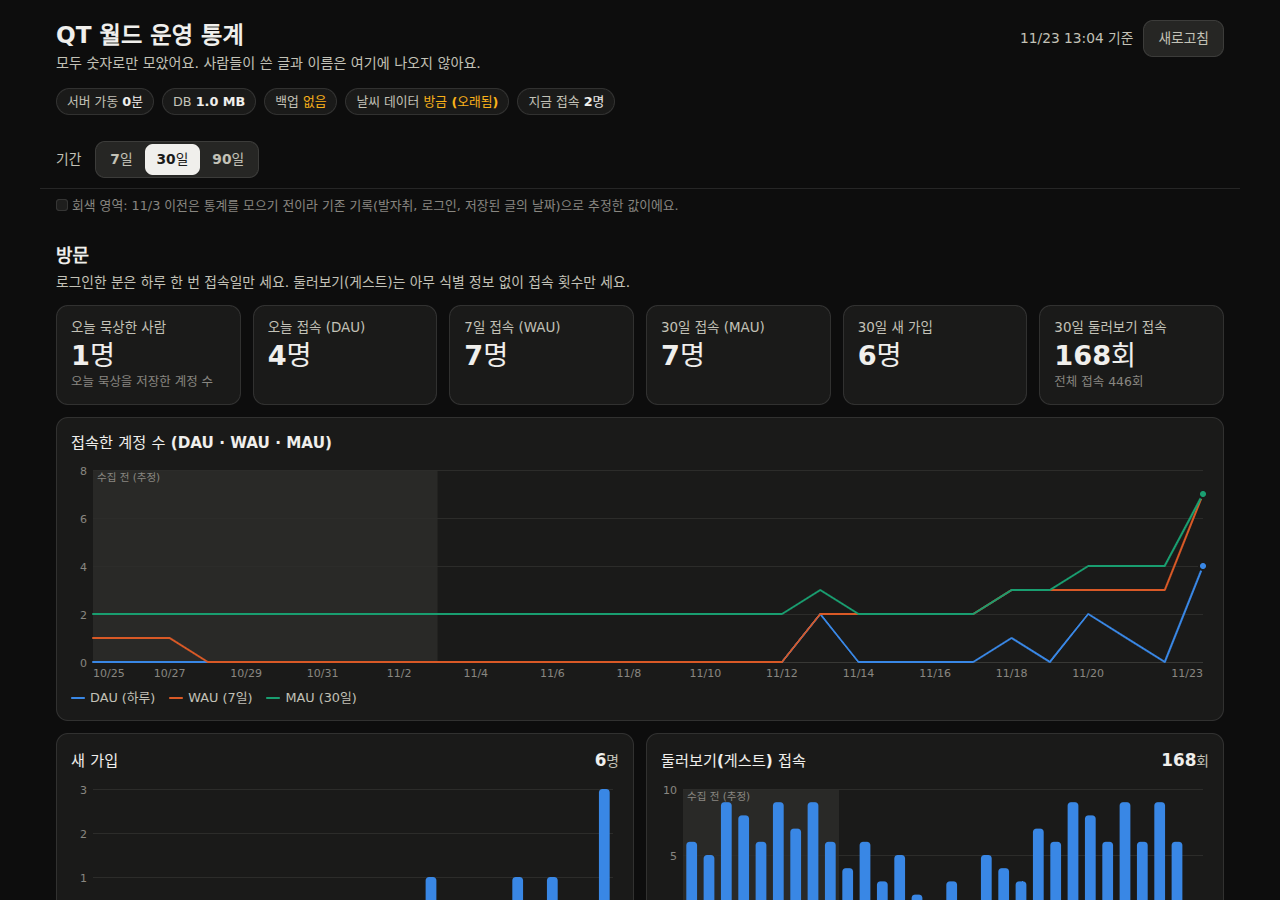 QT 월드 운영 통계
모두 숫자로만 모았어요. 사람들이 쓴 글과 이름은 여기에 나오지 않아요.
11/23 13:04 기준 새로고침
서버 가동 0분 DB 1.0 MB 백업 없음 날씨 데이터 방금 (오래됨) 지금 접속 2명
기간 7일 30일 90일
회색 영역: 11/3 이전은 통계를 모으기 전이라 기존 기록(발자취, 로그인, 저장된 글의 날짜)으로 추정한 값이에요.
방문
로그인한 분은 하루 한 번 접속일만 세요. 둘러보기(게스트)는 아무 식별 정보 없이 접속 횟수만 세요.
오늘 묵상한 사람
1명
오늘 묵상을 저장한 계정 수
오늘 접속 (DAU)
4명
7일 접속 (WAU)
7명
30일 접속 (MAU)
7명
30일 새 가입
6명
30일 둘러보기 접속
168회
전체 접속 446회
접속한 계정 수 (DAU · WAU · MAU)
8
수집 전 (추정)
6
4
2
0
10/25 10/27 10/29 10/31 11/2 11/4 11/6 11/8 11/10 11/12 11/14 11/16 11/18 11/20 11/23
DAU (하루) WAU (7일) MAU (30일)
새 가입 6명
3
2
1
둘러보기(게스트) 접속 168회
10
수집 전 (추정)
5